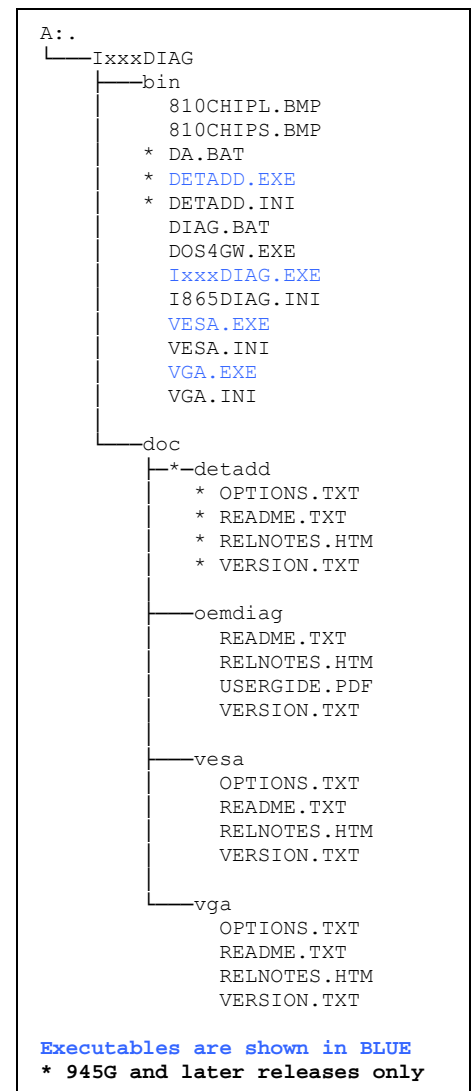 A:.
└───IxxxDIAG
    ├───bin
    │     810CHIPL.BMP
    │     810CHIPS.BMP
    │   * DA.BAT
    │   * DETADD.EXE
    │   * DETADD.INI
    │     DIAG.BAT
    │     DOS4GW.EXE
    │     IxxxDIAG.EXE
    │     I865DIAG.INI
    │     VESA.EXE
    │     VESA.INI
    │     VGA.EXE
    │     VGA.INI
    │
    └───doc
        ├─*─detadd
        │   * OPTIONS.TXT
        │   * README.TXT
        │   * RELNOTES.HTM
        │   * VERSION.TXT
        │
        ├───oemdiag
        │     README.TXT
        │     RELNOTES.HTM
        │     USERGIDE.PDF
        │     VERSION.TXT
        │
        ├───vesa
        │     OPTIONS.TXT
        │     README.TXT
        │     RELNOTES.HTM
        │     VERSION.TXT
        │
        └───vga
              OPTIONS.TXT
              README.TXT
              RELNOTES.HTM
              VERSION.TXT

Executables are shown in BLUE
* 945G and later releases only